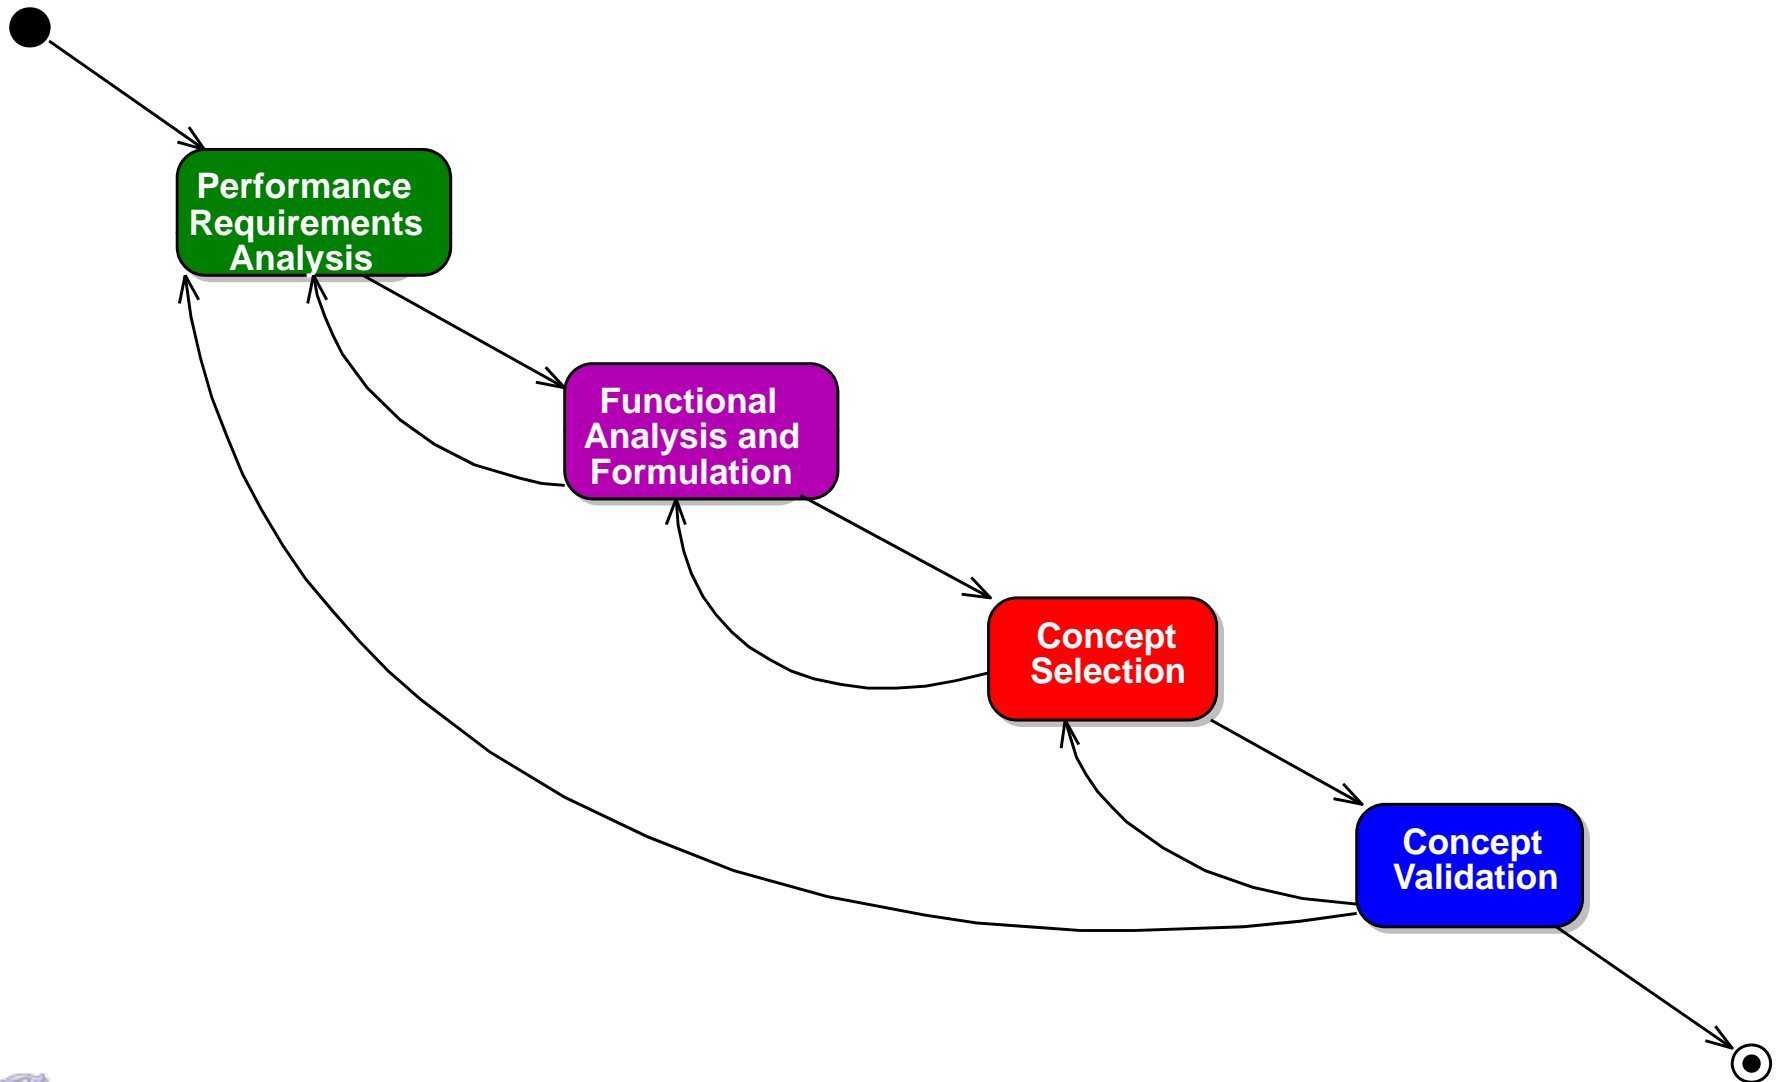 Performance
Requirements
Analysis
Functional
Analysis and
Formulation
Concept
Selection
Concept
Validation